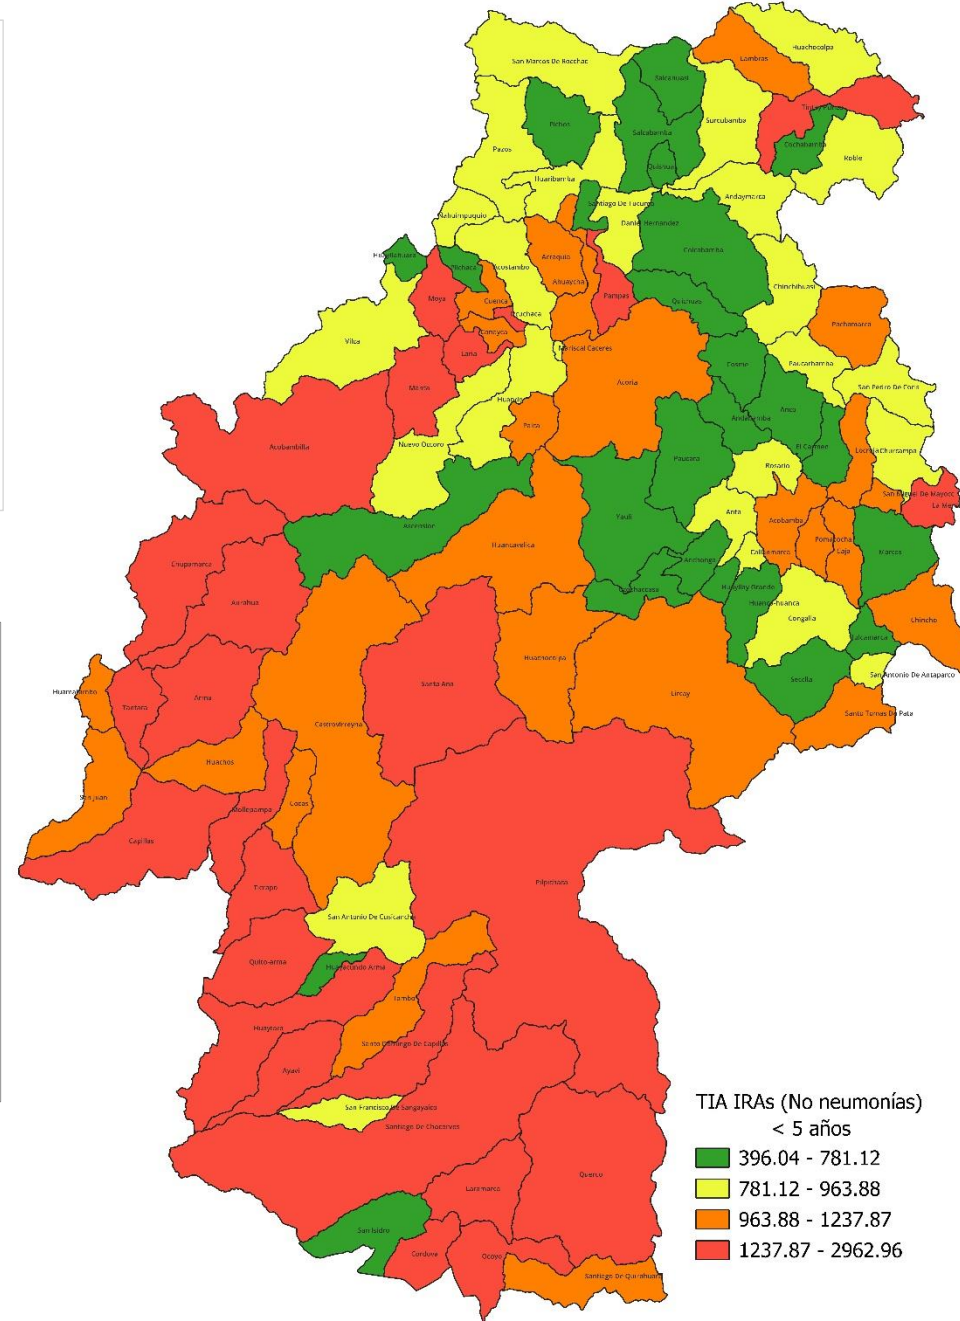 Huachocolpa
San Marcos De Rocchac
Lambras
Salcahuasi
Pichos
Surcubamba
Salcabamba
Cochabamba
Roble
Pazos
Quishuar
Huaribamba
Andaymarca
Santiago De Tucuma
Daniel Hernandez
Nahuimpuquio
Colcabamba
Acostambo
Acraquia
Pilchaca
Ahuaycha
Chinchihuasi
Moya
Cuenca
Pampas
Quichuas
Pachamarca
Vilca
Conayca
Mariscal Caceres
Laria
Cosme
Paucarbamba
Acoria
San Pedro De Coris
Manta
Huando
Anco
Palca
Andabamba
Nuevo Occoro
El Carmen
Acobambilla
Paucara
Locroja
Churcampa
Rosario
San Miguel De Mayocc
La Merced
Anta
Ascension
Yauli
Acobamba
Huancavelica
Pomacocha
Caja
Marcas
Chupamarca
Anchonga
Ccochaccasa
Huayllay Grande
Aurahua
Huanca-huanca
Congalla
Chincho
San Antonio De Antaparco
Huachocolpa
Secclla
Santa Ana
Lircay
Arma
Tantara
Santo Tomas De Pata
Castrovirreyna
Huachos
San Juan
Cocas
Mollepampa
Capillas
Pilpichaca
Ticrapo
San Antonio De Cusicancha
Quito-arma
Huayacundo Arma
Tambo
Huaytara
Santo Domingo De Capillas
Ayavi
San Francisco De Sangayaico
Santiago De Chocorvos
Querco
Laramarca
San Isidro
Cordova
Ocoyo
Santiago De Quirahuara
TIA IRAs (No neumonías)
< 5 años
396.04 - 781.12
781.12 - 963.88
963.88 - 1237.87
1237.87 - 2962.96